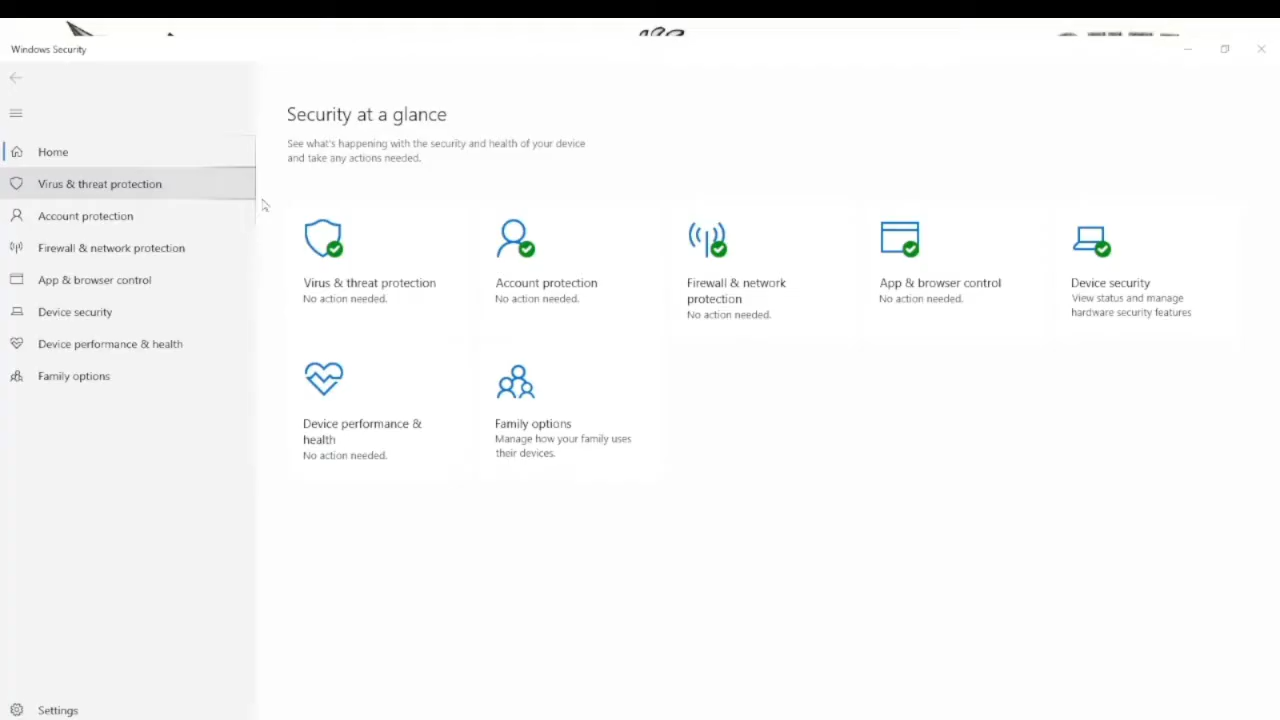 Windows Security
Home
Virus & threat protection
Account protection
Firewall & network protection
App & browser control
Device security
Device performance & health
Family options
Settings
Security at a glance
See what's happening with the security and health of your device
and take any actions needed.
Virus & threat protection
No action needed.
Account protection
No action needed.
Firewall & network
protection
No action needed.
App & browser control
No action needed.
Device security
View status and manage
hardware security features
Device performance &
health
No action needed.
Family options
Manage how your family uses
their devices.